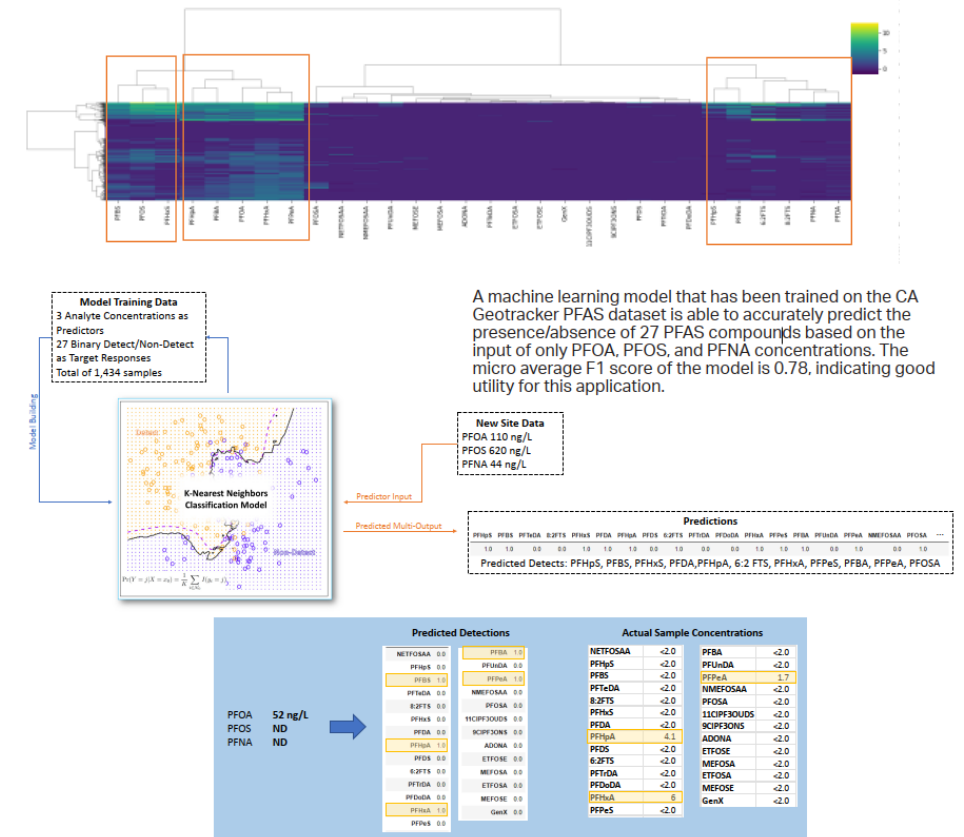 10
0
PFBS PFOS PFHxS PFHpA PFBA PFOA PFHxA PFPeA PFOSA NETFOSAA NMEFOSAA PFUnDA MEFOSE MEFOSA ADONA PFTeDA ETFOSA ETFOSE GenX 11ClPF3OUDS 9ClPF3ONS PFDS PFTrDA PFDoDA PFHpS PFPeS 6:2FTS 8:2FTS PFNA PFDA
Model Training Data
3 Analyte Concentrations as
Predictors
27 Binary Detect/Non-Detect
as Target Responses
Total of 1,434 samples
A machine learning model that has been trained on the CA
Geotracker PFAS dataset is able to accurately predict the
presence/absence of 27 PFAS compounds based on the
input of only PFOA, PFOS, and PFNA concentrations. The
micro average F1 score of the model is 0.78, indicating good
utility for this application.
Model Building
Detect
K-Nearest Neighbors
Classification Model
Non-Detect
New Site Data
PFOA 110 ng/L
PFOS 620 ng/L
PFNA 44 ng/L
Predictor Input
Predicted Multi-Output
Predictions
PFHpS PFBS PFTeDA 8:2FTS PFHxS PFDA PFHpA PFDS 6:2FTS PFTrDA PFDoDA PFHxA PFPeS PFBA PFUnDA PFPeA NMEFOSAA PFOSA ...
1.0 1.0 0.0 0.0 1.0 1.0 1.0 0.0 1.0 0.0 0.0 1.0 1.0 1.0 0.0 1.0 0.0 1.0
Predicted Detects: PFHpS, PFBS, PFHxS, PFDA,PFHpA, 6:2 FTS, PFHxA, PFPeS, PFBA, PFPeA, PFOSA
PFOA 52 ng/L
PFOS ND
PFNA ND
Predicted Detections
NETFOSAA 0.0
PFHpS 0.0
PFBS 1.0
PFTeDA 0.0
8:2FTS 0.0
PFHxS 0.0
PFDA 0.0
PFHpA 1.0
PFDS 0.0
6:2FTS 0.0
PFTrDA 0.0
PFDoDA 0.0
PFHxA 1.0
PFPeS 0.0
PFBA 1.0
PFUnDA 0.0
PFPeA 1.0
NMEFOSAA 0.0
PFOSA 0.0
11ClPF3OUDS 0.0
9ClPF3ONS 0.0
ADONA 0.0
ETFOSE 0.0
MEFOSA 0.0
ETFOSA 0.0
MEFOSE 0.0
GenX 0.0
Actual Sample Concentrations
NETFOSAA <2.0
PFHpS <2.0
PFBS <2.0
PFTeDA <2.0
8:2FTS <2.0
PFHxS <2.0
PFDA <2.0
PFHpA 4.1
PFDS <2.0
6:2FTS <2.0
PFTrDA <2.0
PFDoDA <2.0
PFHxA 6
PFPeS <2.0
PFBA <2.0
PFUnDA <2.0
PFPeA 1.7
NMEFOSAA <2.0
PFOSA <2.0
11ClPF3OUDS <2.0
9ClPF3ONS <2.0
ADONA <2.0
ETFOSE <2.0
MEFOSA <2.0
ETFOSA <2.0
MEFOSE <2.0
GenX <2.0